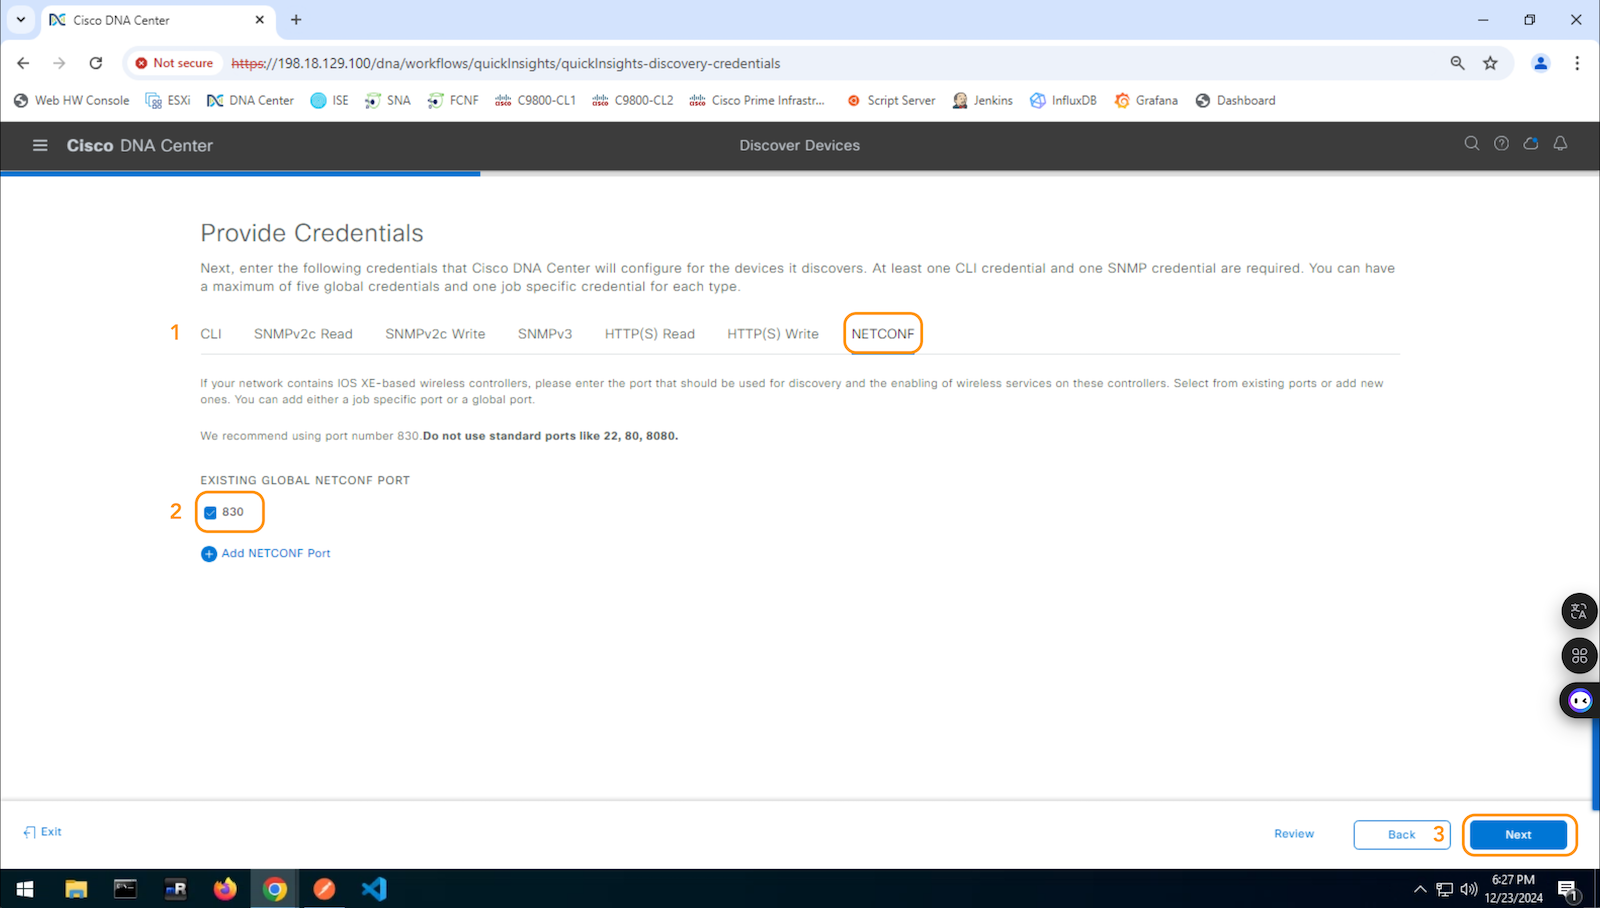 Cisco DNA Center
Not secure https://198.18.129.100/dna/workflows/quickInsights/quickInsights-discovery-credentials
Web HW Console ESXi DNA Center ISE SNA FCNF C9800-CL1 C9800-CL2 Cisco Prime Infrastr... Script Server Jenkins InfluxDB Grafana Dashboard
Cisco DNA Center Discover Devices
Provide Credentials
Next, enter the following credentials that Cisco DNA Center will configure for the devices it discovers. At least one CLI credential and one SNMP credential are required. You can have
a maximum of five global credentials and one job specific credential for each type.
1 CLI SNMPv2c Read SNMPv2c Write SNMPv3 HTTP(S) Read HTTP(S) Write NETCONF
If your network contains IOS XE-based wireless controllers, please enter the port that should be used for discovery and the enabling of wireless services on these controllers. Select from existing ports or add new
ones. You can add either a job specific port or a global port.
We recommend using port number 830.Do not use standard ports like 22, 80, 8080.
EXISTING GLOBAL NETCONF PORT
2 830
Add NETCONF Port
Exit Review Back 3 Next
6:27 PM
12/23/2024
1